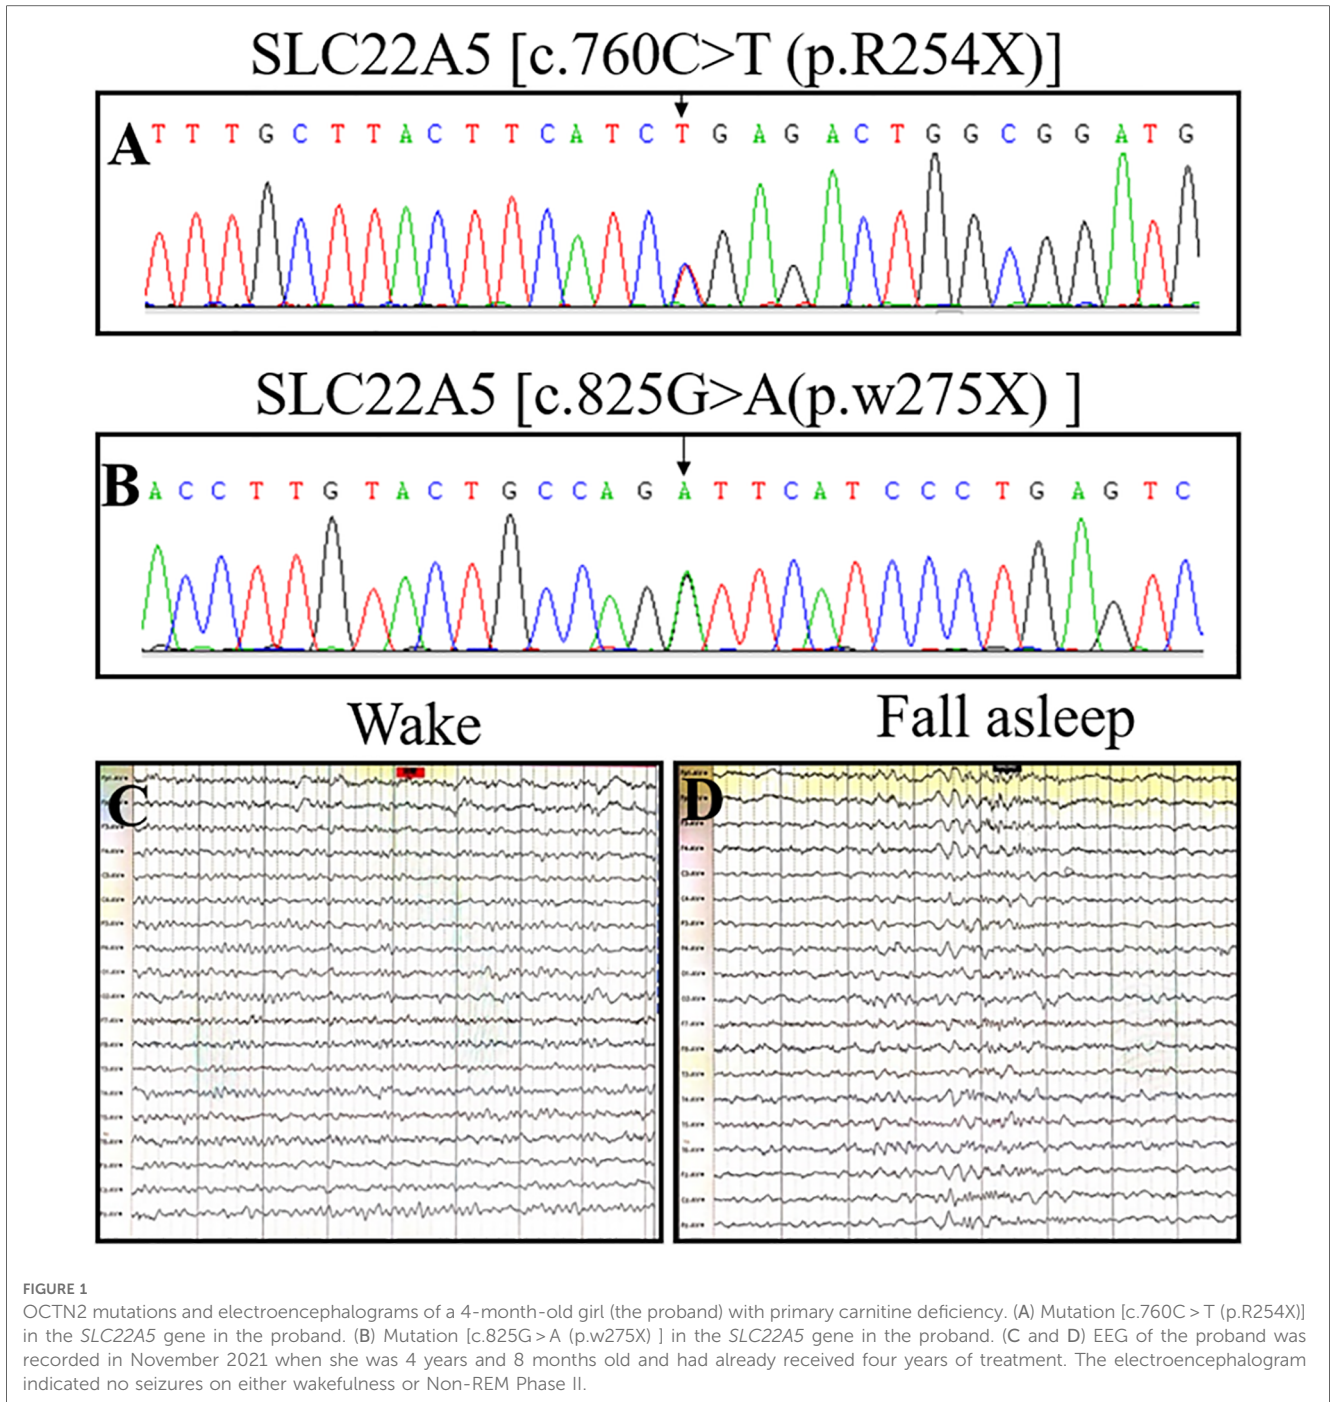 SLC22A5 [c.760C>T (p.R254X)]
A
T T T G C T T A C T T C A T C T G A G A C T G G C G G A T G
SLC22A5 [c.825G>A(p.w275X) ]
B
A C C T T G T A C T G C C A G A T T C A T C C C T G A G T C
Wake
Fall asleep
C
D
FIGURE 1
OCTN2 mutations and electroencephalograms of a 4-month-old girl (the proband) with primary carnitine deficiency. (A) Mutation [c.760C > T (p.R254X)]
in the SLC22A5 gene in the proband. (B) Mutation [c.825G > A (p.w275X) ] in the SLC22A5 gene in the proband. (C and D) EEG of the proband was
recorded in November 2021 when she was 4 years and 8 months old and had already received four years of treatment. The electroencephalogram
indicated no seizures on either wakefulness or Non-REM Phase II.